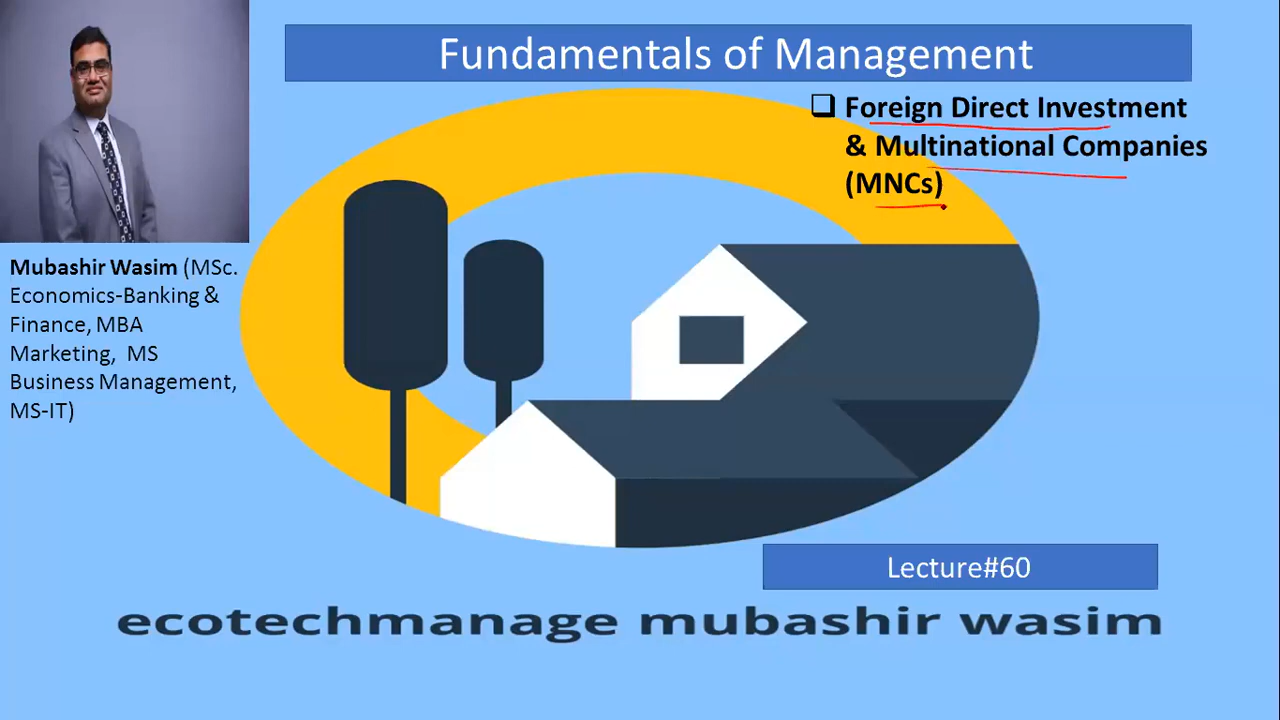 Fundamentals of Management
❑ Foreign Direct Investment
& Multinational Companies
(MNCs)
Mubashir Wasim (MSc.
Economics-Banking &
Finance, MBA
Marketing, MS
Business Management,
MS-IT)
Lecture#60
ecotechmanage mubashir wasim